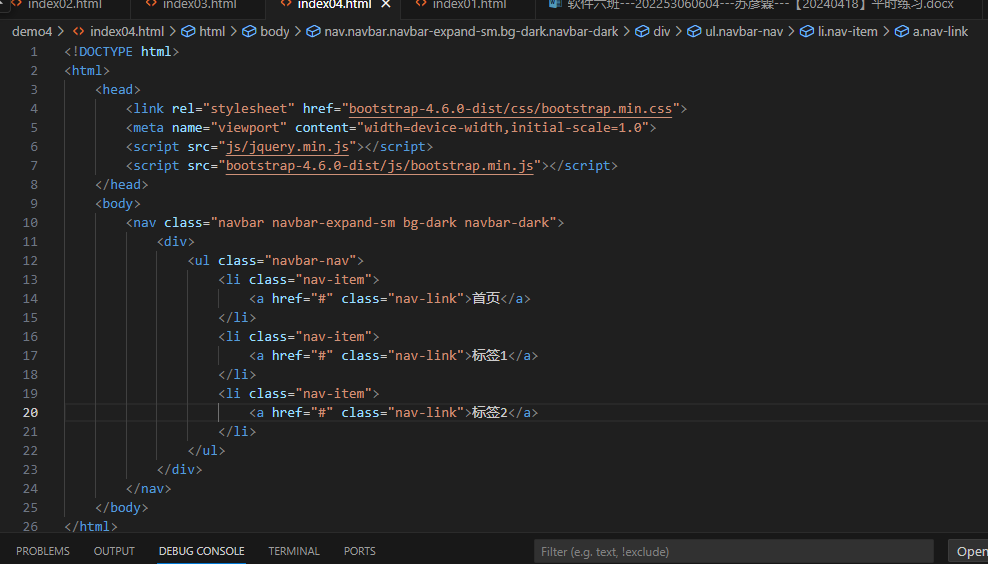 index02.html index03.html index04.html index01.html 软件六班---202253060604---苏彦霖---【20240418】平时练习.docx
demo4 > index04.html > html > body > nav.navbar.navbar-expand-sm.bg-dark.navbar-dark > div > ul.navbar-nav > li.nav-item > a.nav-link
1 <!DOCTYPE html>
2 <html>
3 <head>
4 <link rel="stylesheet" href="bootstrap-4.6.0-dist/css/bootstrap.min.css">
5 <meta name="viewport" content="width=device-width,initial-scale=1.0">
6 <script src="js/jquery.min.js"></script>
7 <script src="bootstrap-4.6.0-dist/js/bootstrap.min.js"></script>
8 </head>
9 <body>
10 <nav class="navbar navbar-expand-sm bg-dark navbar-dark">
11 <div>
12 <ul class="navbar-nav">
13 <li class="nav-item">
14 <a href="#" class="nav-link">首页</a>
15 </li>
16 <li class="nav-item">
17 <a href="#" class="nav-link">标签1</a>
18 </li>
19 <li class="nav-item">
20 <a href="#" class="nav-link">标签2</a>
21 </li>
22 </ul>
23 </div>
24 </nav>
25 </body>
26 </html>
PROBLEMS OUTPUT DEBUG CONSOLE TERMINAL PORTS Filter (e.g. text, !exclude) Open